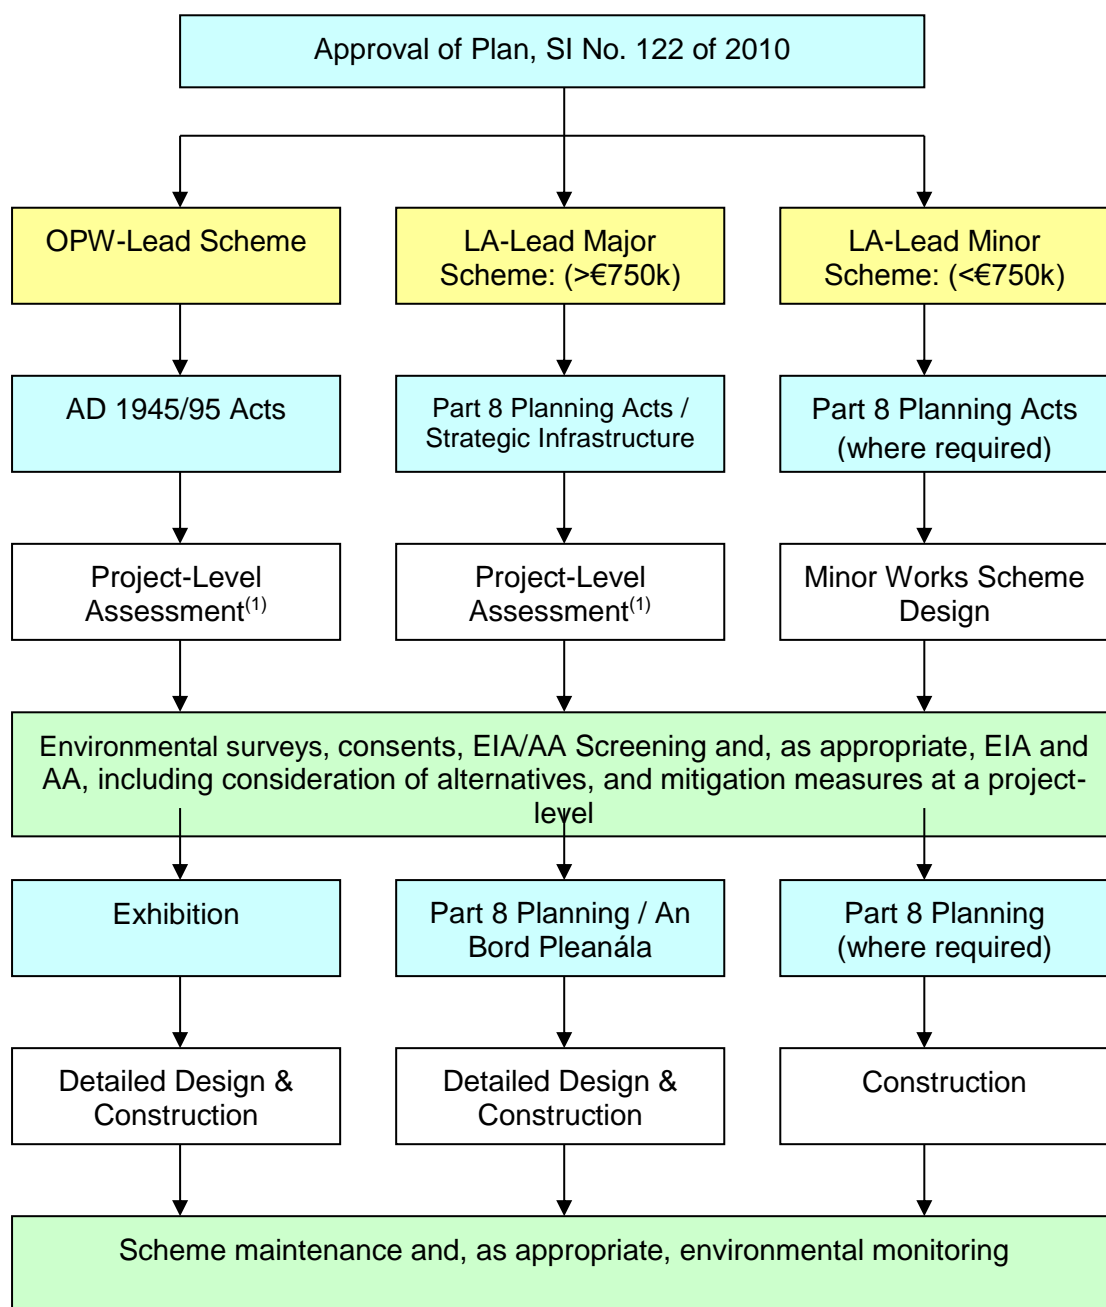 Approval of Plan, SI No. 122 of 2010
OPW-Lead Scheme
LA-Lead Major
Scheme: (>€750k)
LA-Lead Minor
Scheme: (<€750k)
AD 1945/95 Acts
Part 8 Planning Acts /
Strategic Infrastructure
Part 8 Planning Acts
(where required)
Project-Level
Assessment(1)
Project-Level
Assessment(1)
Minor Works Scheme
Design
Environmental surveys, consents, EIA/AA Screening and, as appropriate, EIA and
AA, including consideration of alternatives, and mitigation measures at a project-
level
Exhibition
Part 8 Planning / An
Bord Pleanála
Part 8 Planning
(where required)
Detailed Design &
Construction
Detailed Design &
Construction
Construction
Scheme maintenance and, as appropriate, environmental monitoring